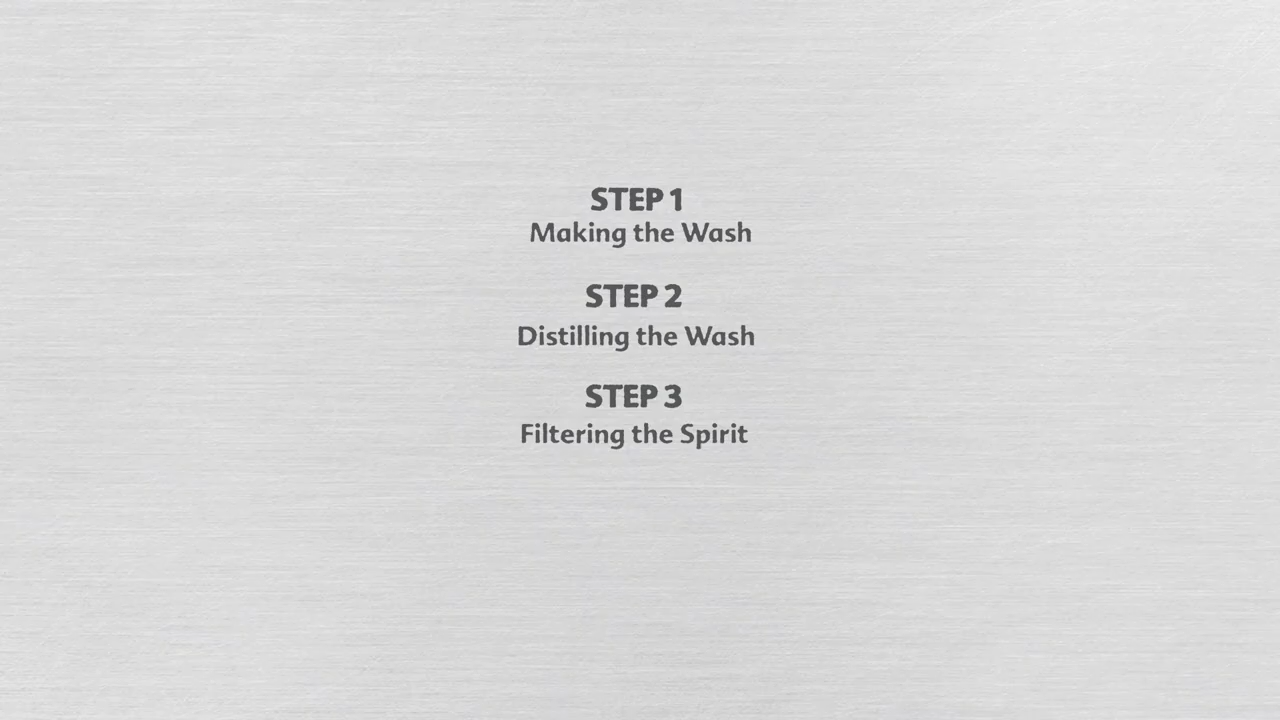 STEP 1
Making the Wash
STEP 2
Distilling the Wash
STEP 3
Filtering the Spirit